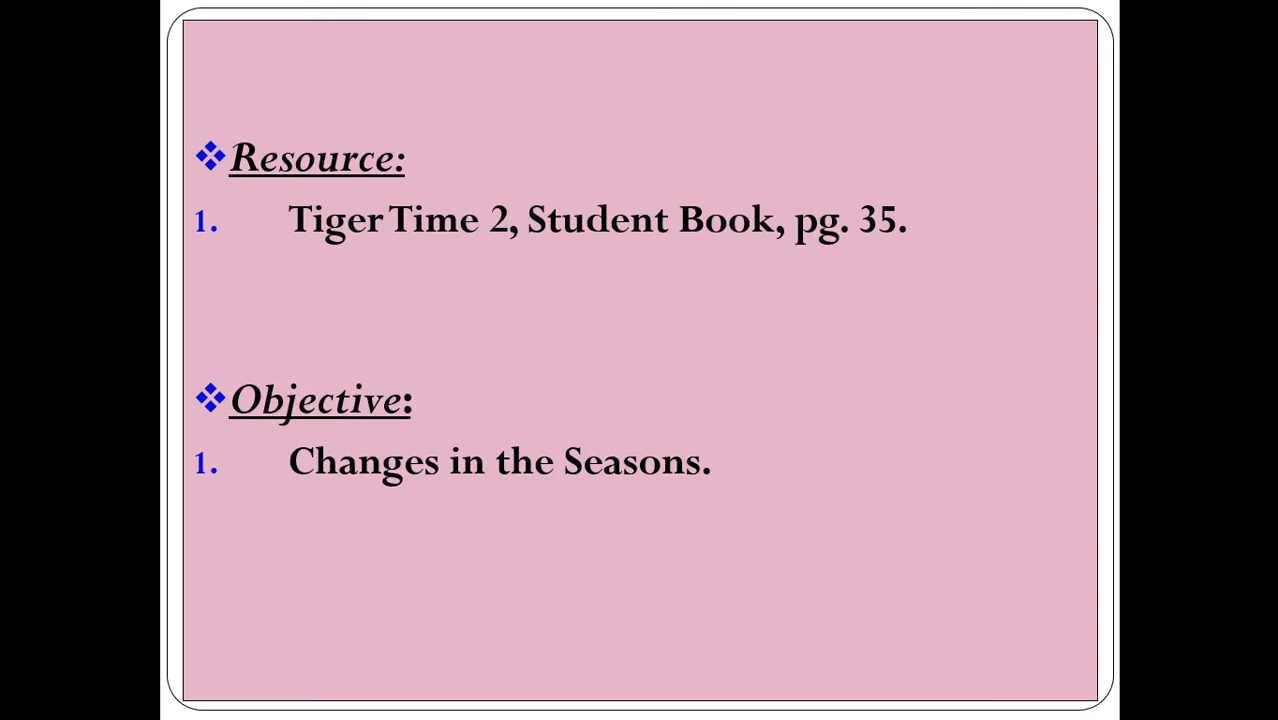 Resource:
1. Tiger Time 2, Student Book, pg. 35.
Objective:
1. Changes in the Seasons.